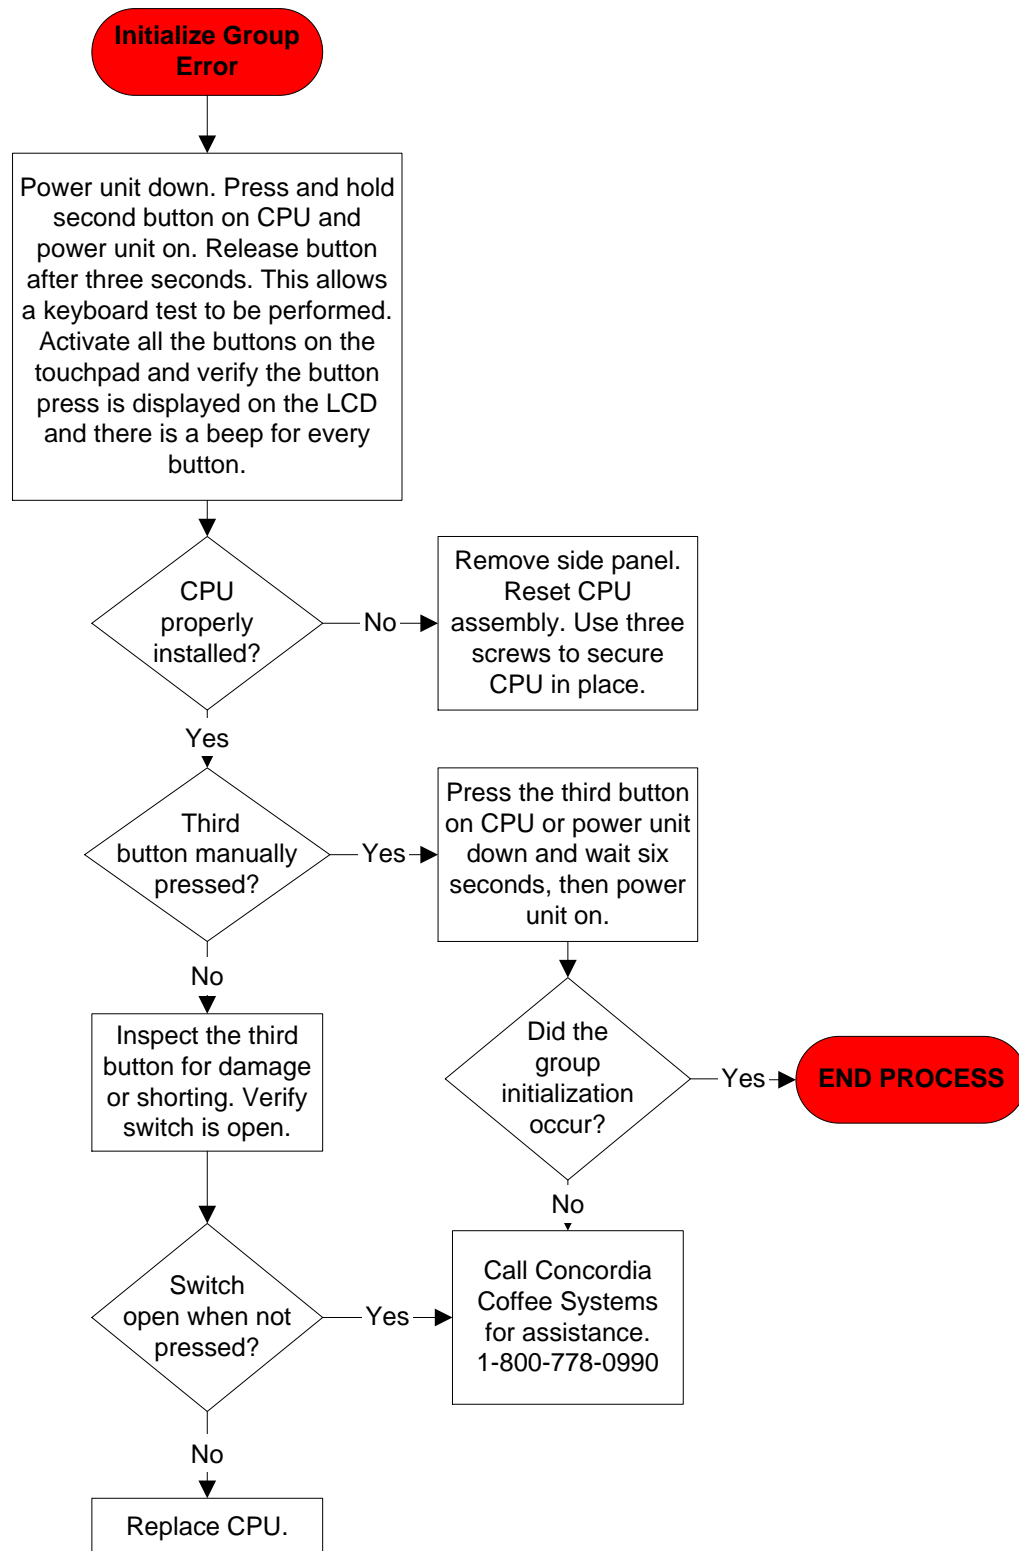 Initialize Group
Error
Power unit down. Press and hold
second button on CPU and
power unit on. Release button
after three seconds. This allows
a keyboard test to be performed.
Activate all the buttons on the
touchpad and verify the button
press is displayed on the LCD
and there is a beep for every
button.
CPU
properly
installed?
No
Remove side panel.
Reset CPU
assembly. Use three
screws to secure
CPU in place.
Yes
Third
button manually
pressed?
Yes
Press the third button
on CPU or power unit
down and wait six
seconds, then power
unit on.
No
Inspect the third
button for damage
or shorting. Verify
switch is open.
Did the
group
initialization
occur?
Yes
END PROCESS
No
Switch
open when not
pressed?
Yes
Call Concordia
Coffee Systems
for assistance.
1-800-778-0990
No
Replace CPU.